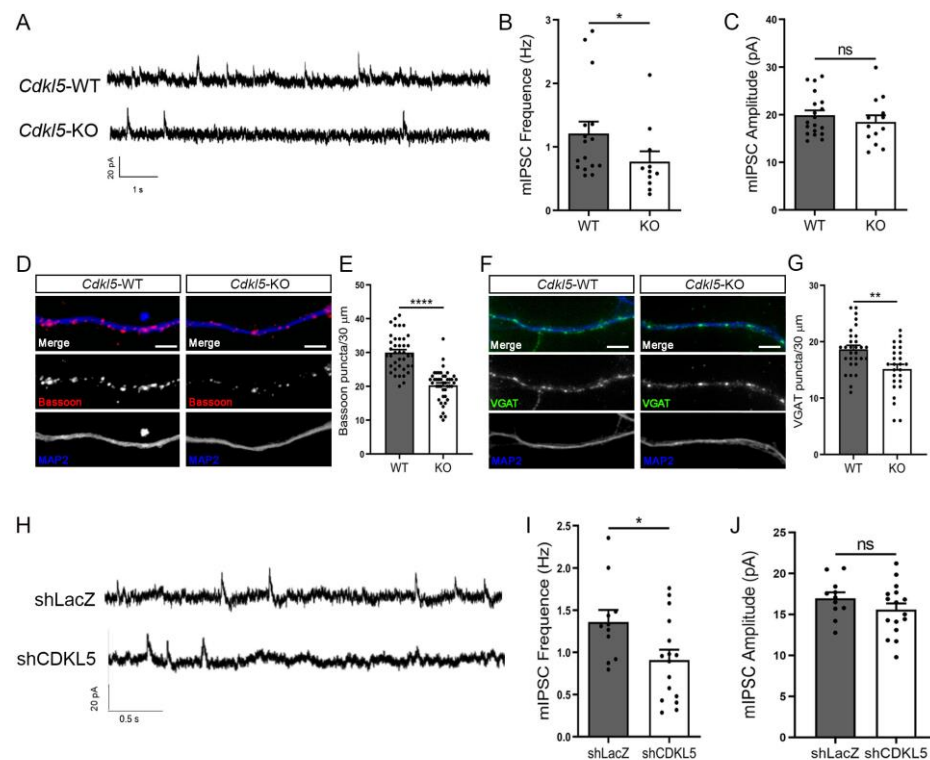 A
Cdkl5-WT
Cdkl5-KO
20 pA
1 s
B
mIPSC Frequence (Hz)
3
2
1
0
*
WT
KO
C
mIPSC Amplitude (pA)
40
30
20
10
0
ns
WT
KO
D
Cdkl5-WT
Cdkl5-KO
Merge
Merge
Bassoon
Bassoon
MAP2
MAP2
E
Bassoon puncta/30 µm
50
40
30
20
10
0
****
WT
KO
F
Cdkl5-WT
Cdkl5-KO
Merge
Merge
VGAT
VGAT
MAP2
MAP2
G
VGAT puncta/30 µm
30
20
10
0
**
WT
KO
H
shLacZ
shCDKL5
20 pA
0.5 s
I
mIPSC Frequence (Hz)
2.5
2.0
1.5
1.0
0.5
0.0
*
shLacZ
shCDKL5
J
mIPSC Amplitude (pA)
25
20
15
10
5
0
ns
shLacZ
shCDKL5